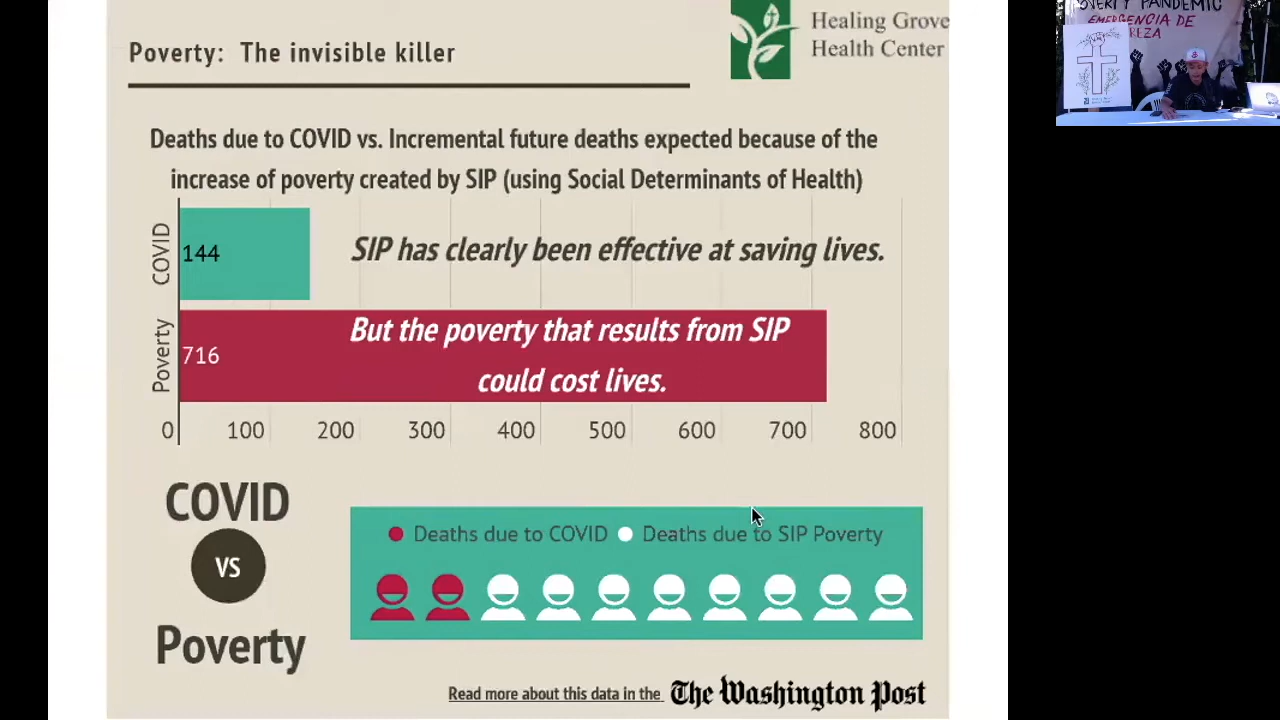 Poverty: The invisible killer
Healing Grove
Health Center
Deaths due to COVID vs. Incremental future deaths expected because of the
increase of poverty created by SIP (using Social Determinants of Health)
COVID
144
SIP has clearly been effective at saving lives.
Poverty
716
But the poverty that results from SIP
could cost lives.
0 100 200 300 400 500 600 700 800
COVID
VS
Poverty
Deaths due to COVID Deaths due to SIP Poverty
Read more about this data in the The Washington Post
POVERTY PANDEMIC
EMERGENCIA DE